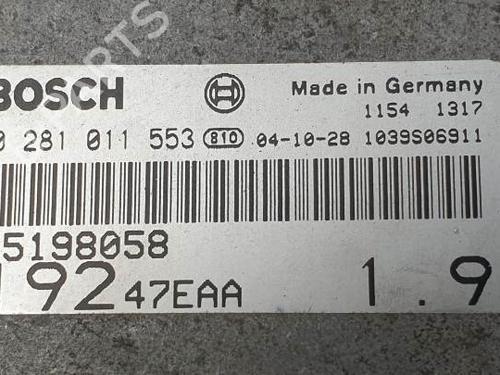 BOSCH
Made in Germany
1154 1317
0 281 011 553 810 04-10-28 1039S06911
5198058
192 47EAA 1.9